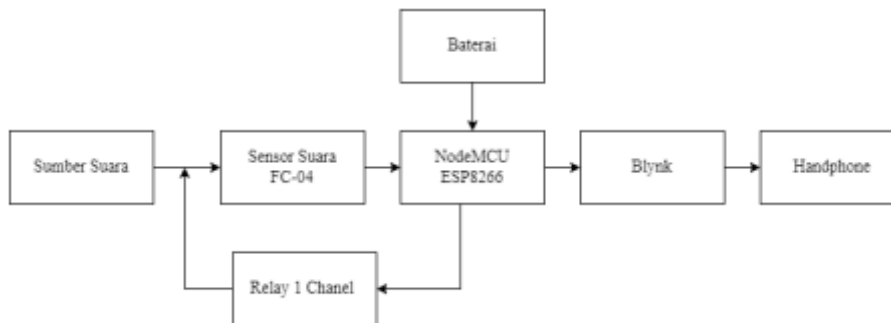 Baterai
Sumber Suara
Sensor Suara
FC-04
NodeMCU
ESP8266
Blynk
Handphone
Relay 1 Chanel